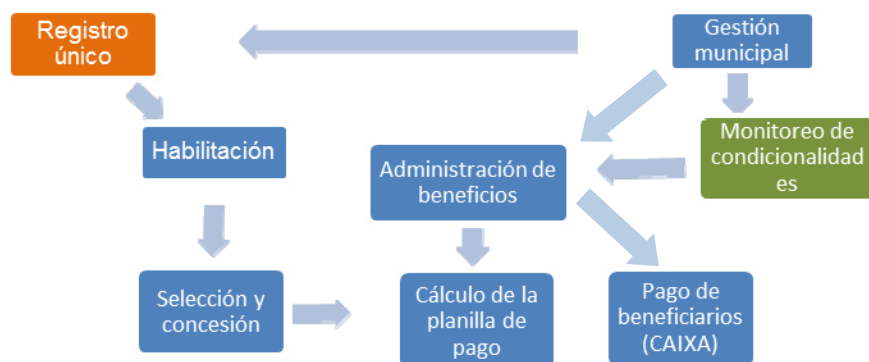 Registro
único
Gestión
municipal
Habilitación
Monitoreo de
condicionalidad
es
Administración de
beneficios
Selección y
concesión
Cálculo de la
planilla de
pago
Pago de
beneficiarios
(CAIXA)